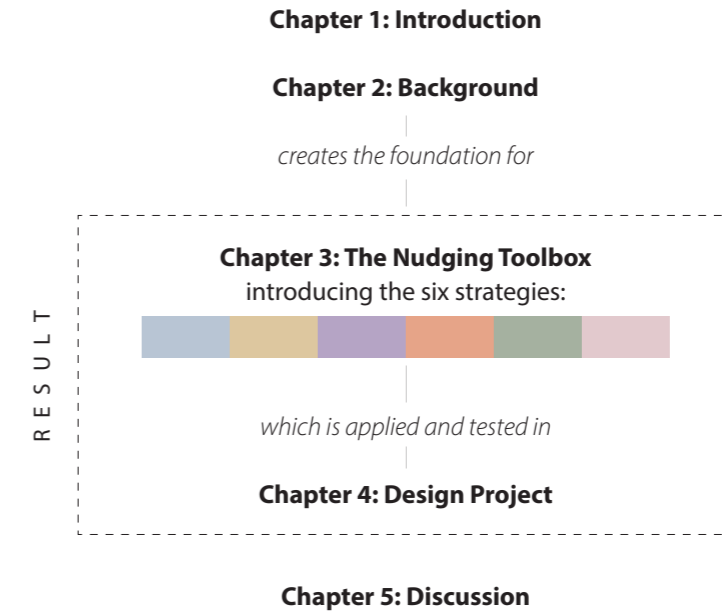 Chapter 1: Introduction
Chapter 2: Background
creates the foundation for
RESULT
Chapter 3: The Nudging Toolbox
introducing the six strategies:
which is applied and tested in
Chapter 4: Design Project
Chapter 5: Discussion